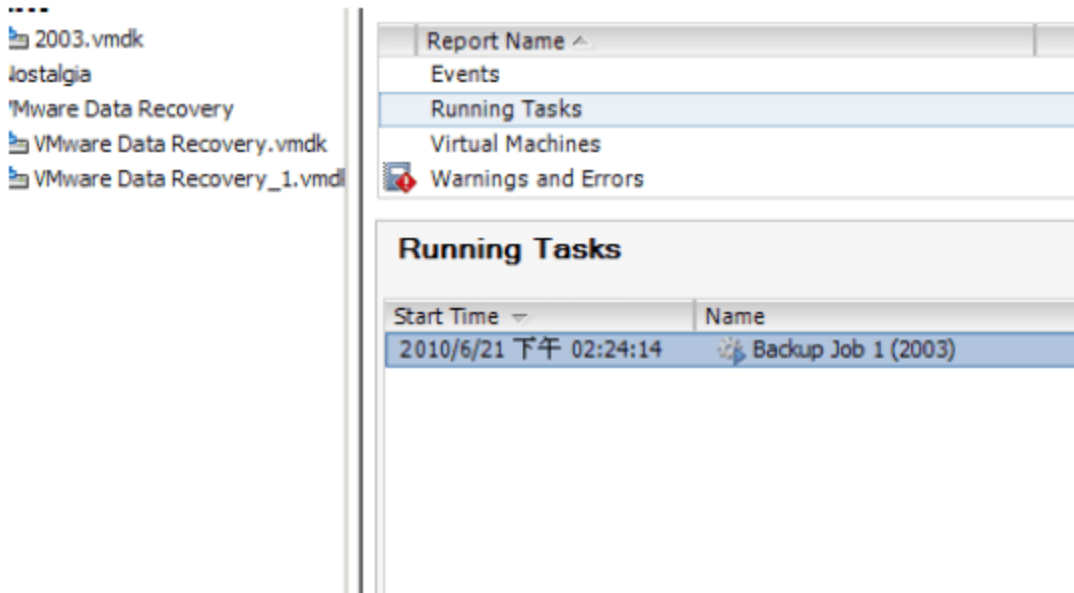 2003.vmdk
lostalgia
Mware Data Recovery
VMware Data Recovery.vmdk
VMware Data Recovery_1.vmd
Report Name
Events
Running Tasks
Virtual Machines
Warnings and Errors
Running Tasks
Start Time Name
2010/6/21 下午 02:24:14 Backup Job 1 (2003)